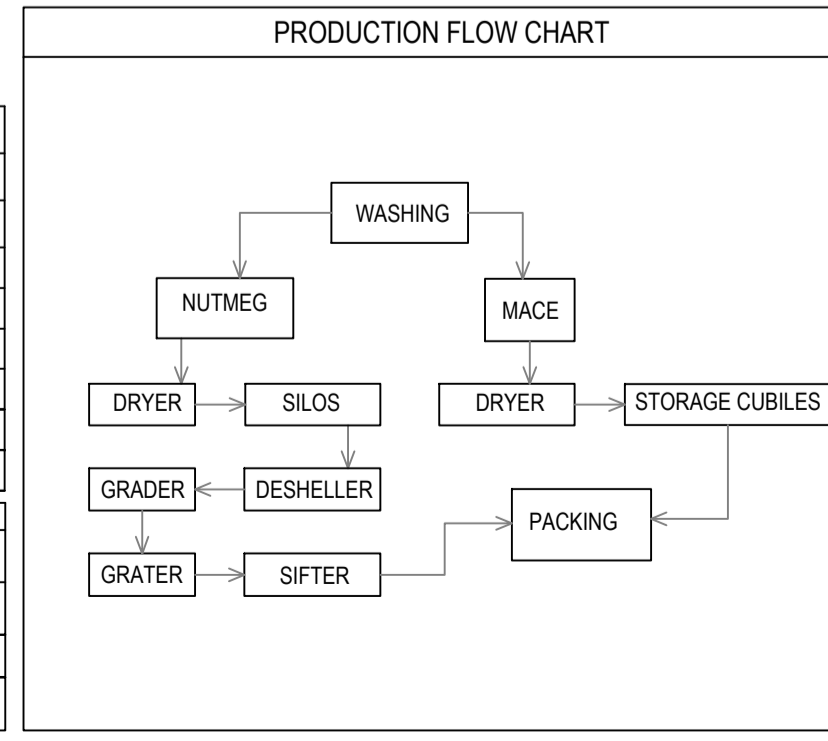 PRODUCTION FLOW CHART
WASHING
NUTMEG
MACE
DRYER
SILOS
DRYER
STORAGE CUBILES
GRADER
DESHELLER
PACKING
GRATER
SIFTER